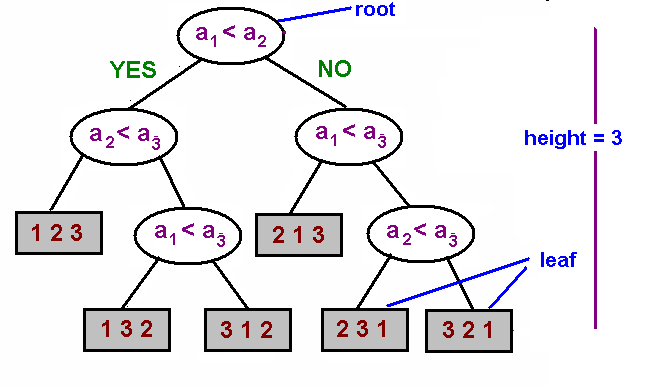 root
a₁ < a₂
YES
NO
a₂ < a₃
a₁ < a₃
height = 3
1 2 3
a₁ < a₃
2 1 3
a₂ < a₃
leaf
1 3 2
3 1 2
2 3 1
3 2 1